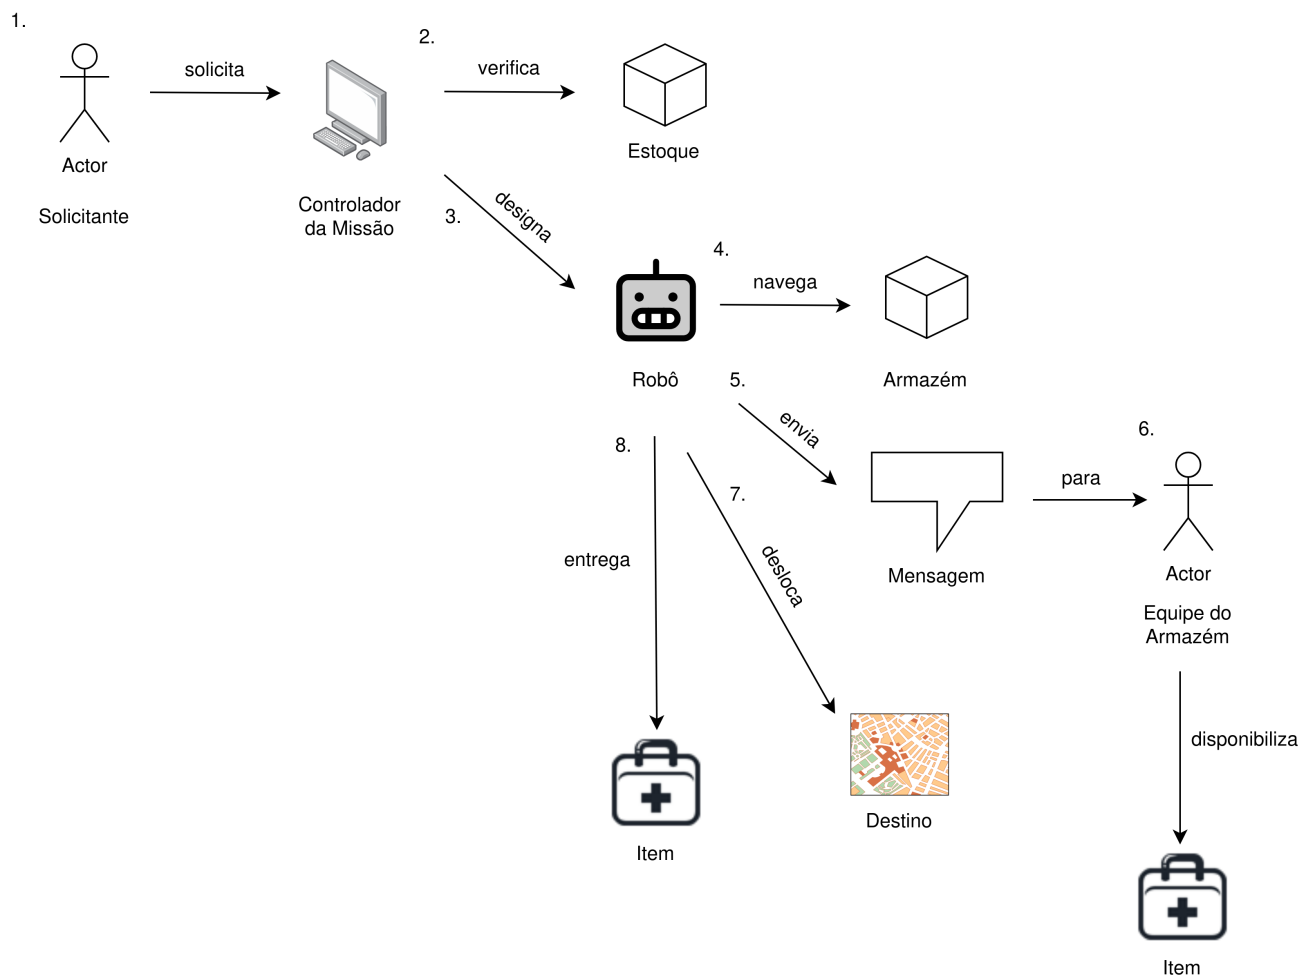 1.
solicita
Actor
Solicitante
Controlador
da Missão
2.
verifica
Estoque
3.
designa
Robô
4.
navega
Armazém
5.
envia
Mensagem
para
6.
Actor
Equipe do
Armazém
disponibiliza
Item
7.
desloca
Destino
8.
entrega
Item